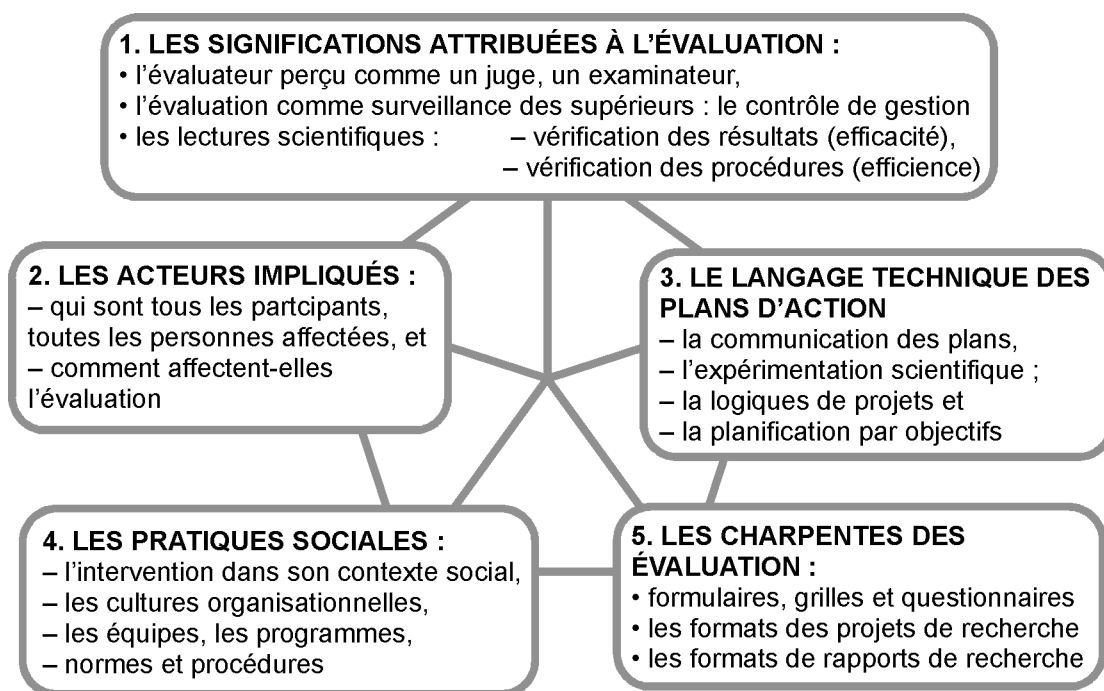 1. LES SIGNIFICATIONS ATTRIBUÉES À L’ÉVALUATION :
• l’évaluateur perçu comme un juge, un examinateur,
• l’évaluation comme surveillance des supérieurs : le contrôle de gestion
• les lectures scientifiques : – vérification des résultats (efficacité),
– vérification des procédures (efficience)
2. LES ACTEURS IMPLIQUÉS :
– qui sont tous les partcipants,
toutes les personnes affectées, et
– comment affectent-elles
l’évaluation
3. LE LANGAGE TECHNIQUE DES
PLANS D’ACTION
– la communication des plans,
– l’expérimentation scientifique ;
– la logiques de projets et
– la planification par objectifs
4. LES PRATIQUES SOCIALES :
– l’intervention dans son contexte social,
– les cultures organisationnelles,
– les équipes, les programmes,
– normes et procédures
5. LES CHARPENTES DES
ÉVALUATION :
• formulaires, grilles et questionnaires
• les formats des projets de recherche
• les formats de rapports de recherche